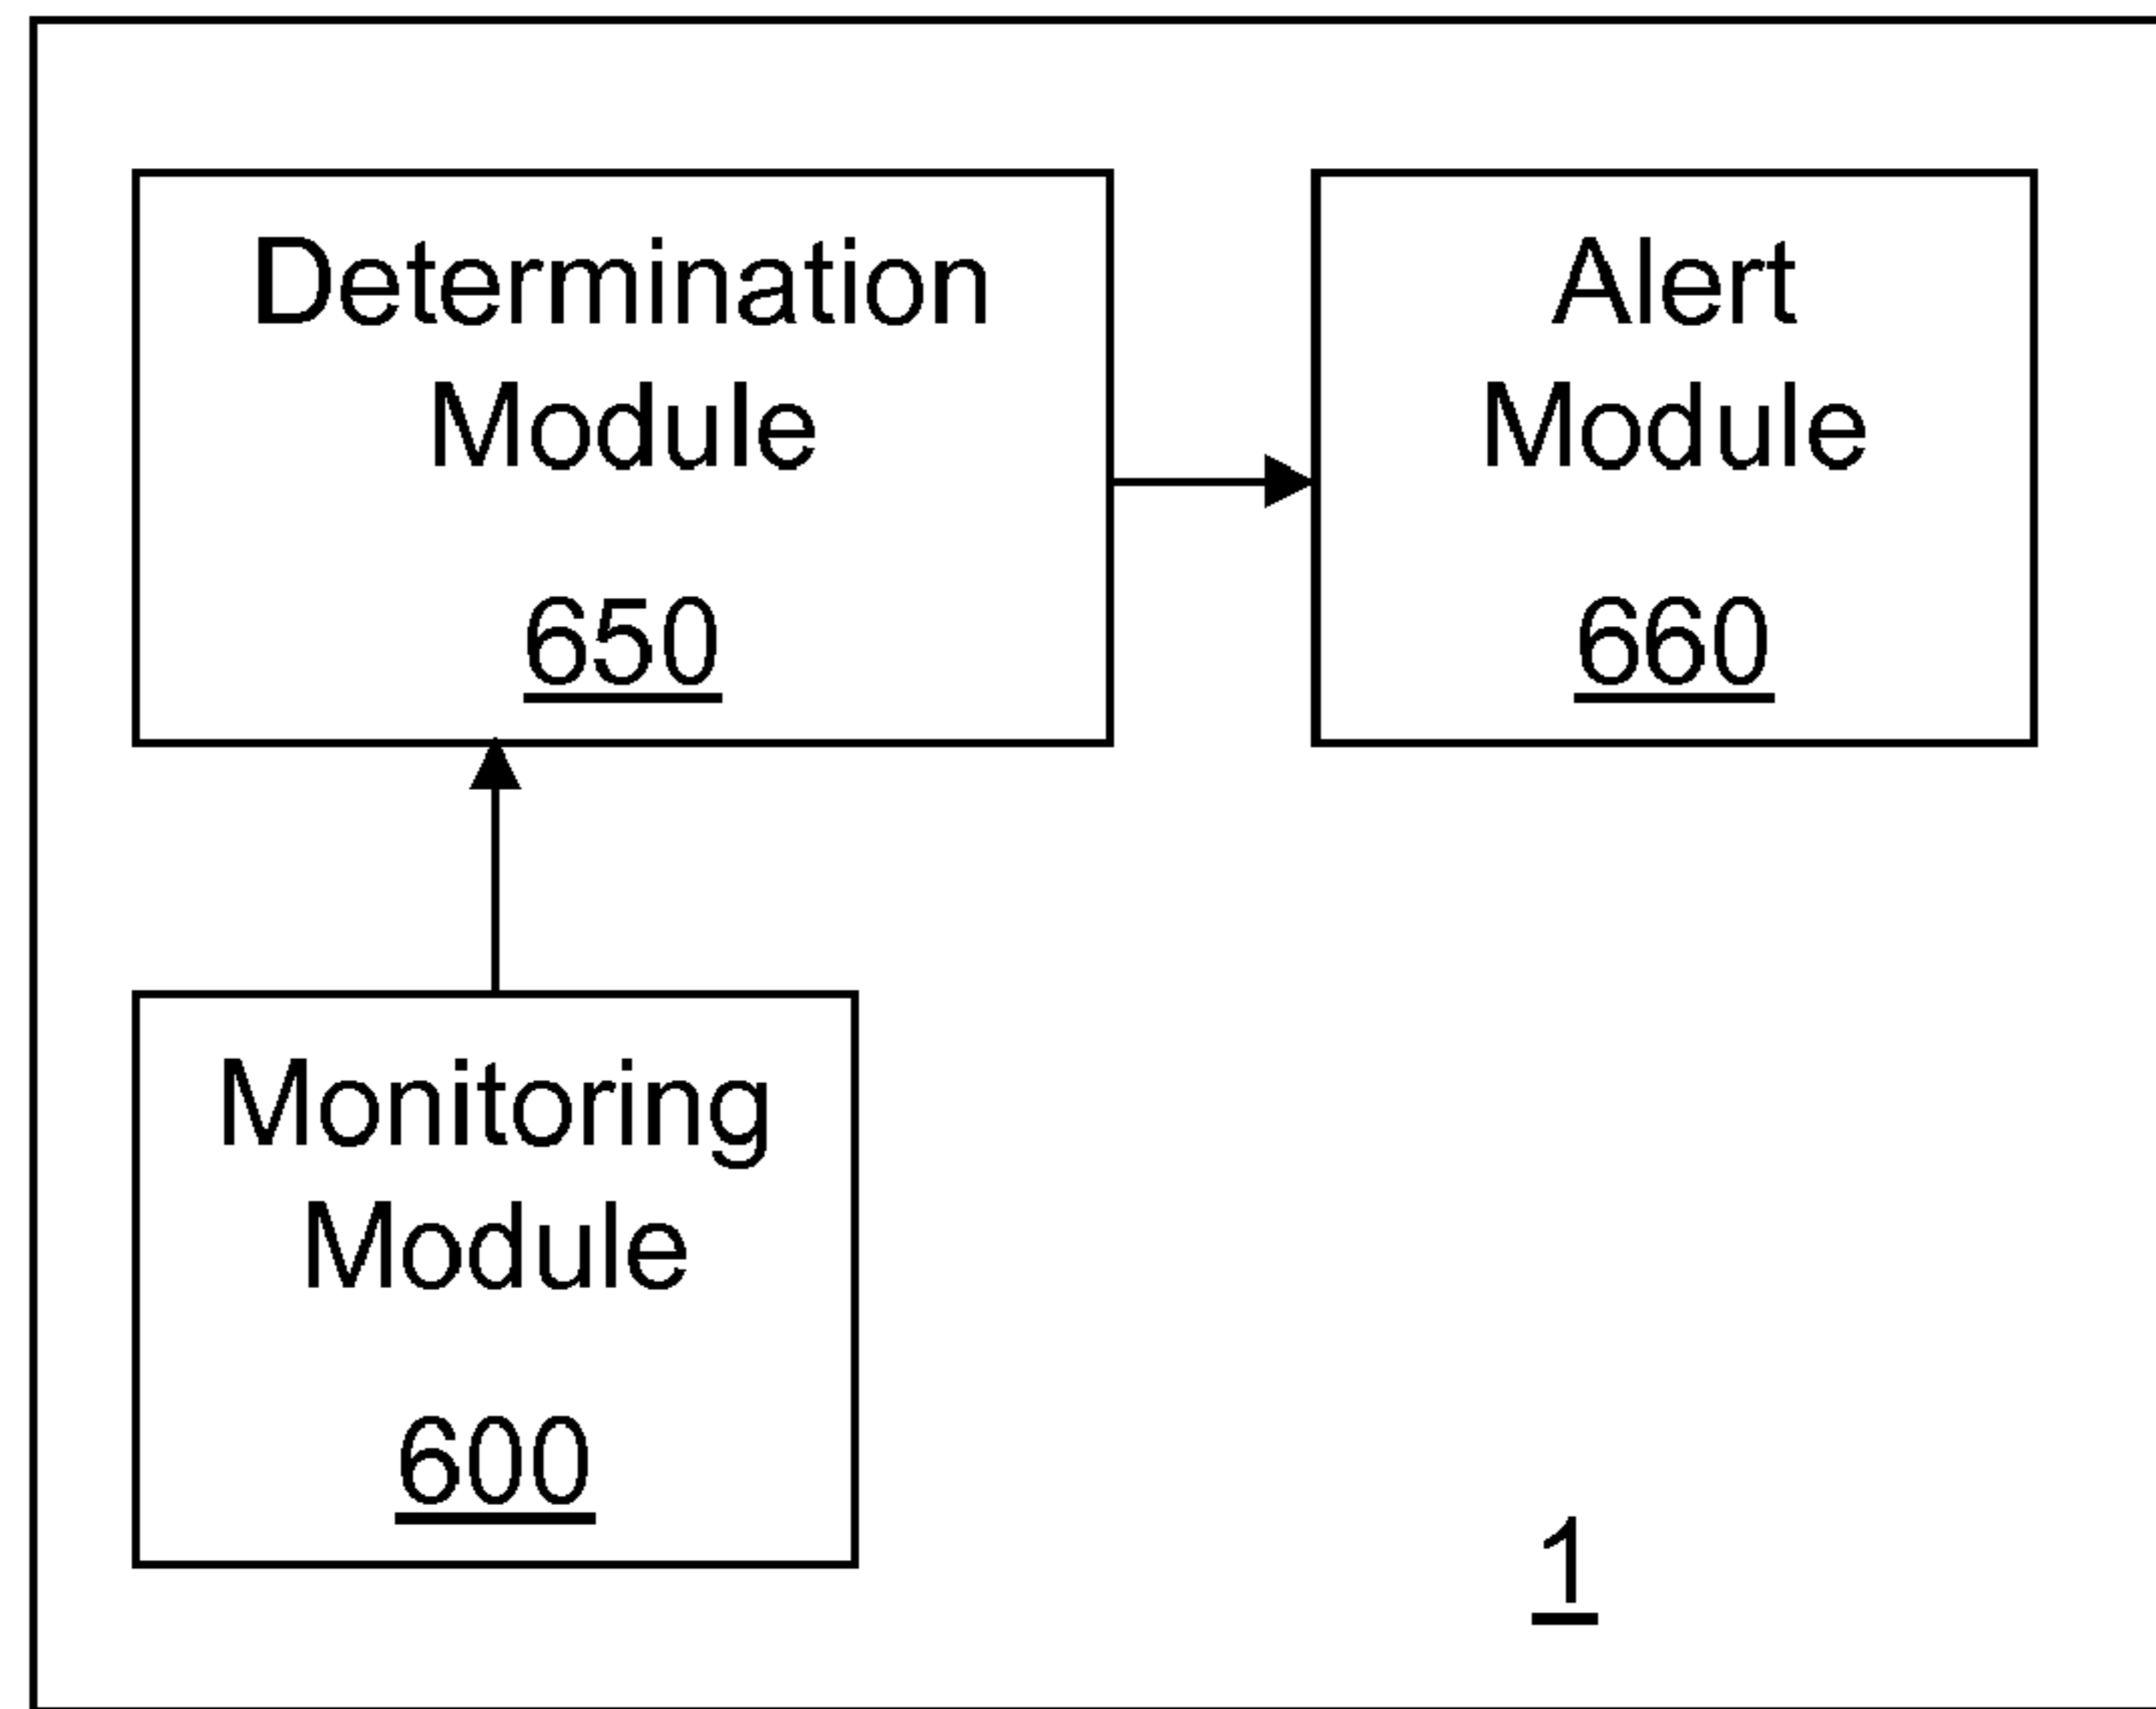 Determination
Module
650
Alert
Module
660
Monitoring
Module
600
1